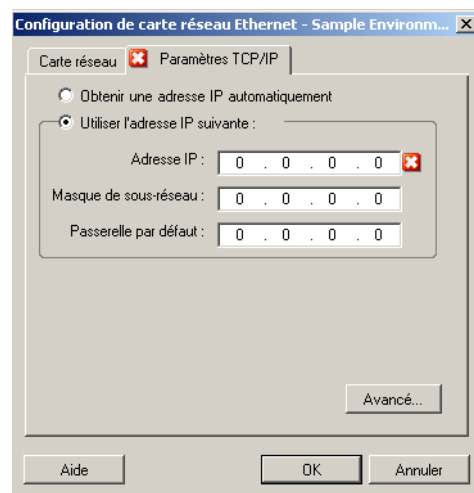 Configuration de carte réseau Ethernet - Sample Environm...
Carte réseau Paramètres TCP/IP
Obtenir une adresse IP automatiquement
Utiliser l'adresse IP suivante :
Adresse IP : 0 . 0 . 0 . 0
Masque de sous-réseau : 0 . 0 . 0 . 0
Passerelle par défaut : 0 . 0 . 0 . 0
Avancé...
Aide OK Annuler